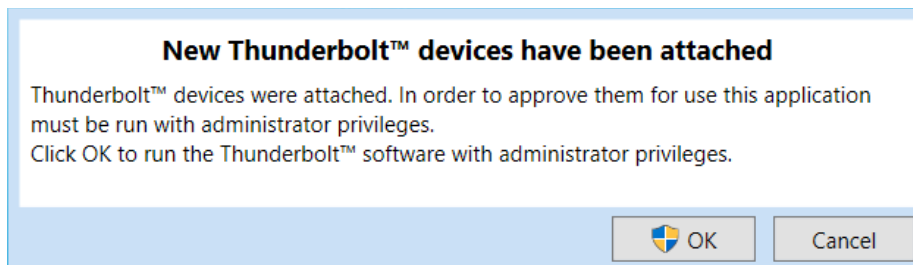 New Thunderbolt™ devices have been attached
Thunderbolt™ devices were attached. In order to approve them for use this application
must be run with administrator privileges.
Click OK to run the Thunderbolt™ software with administrator privileges.
OK Cancel